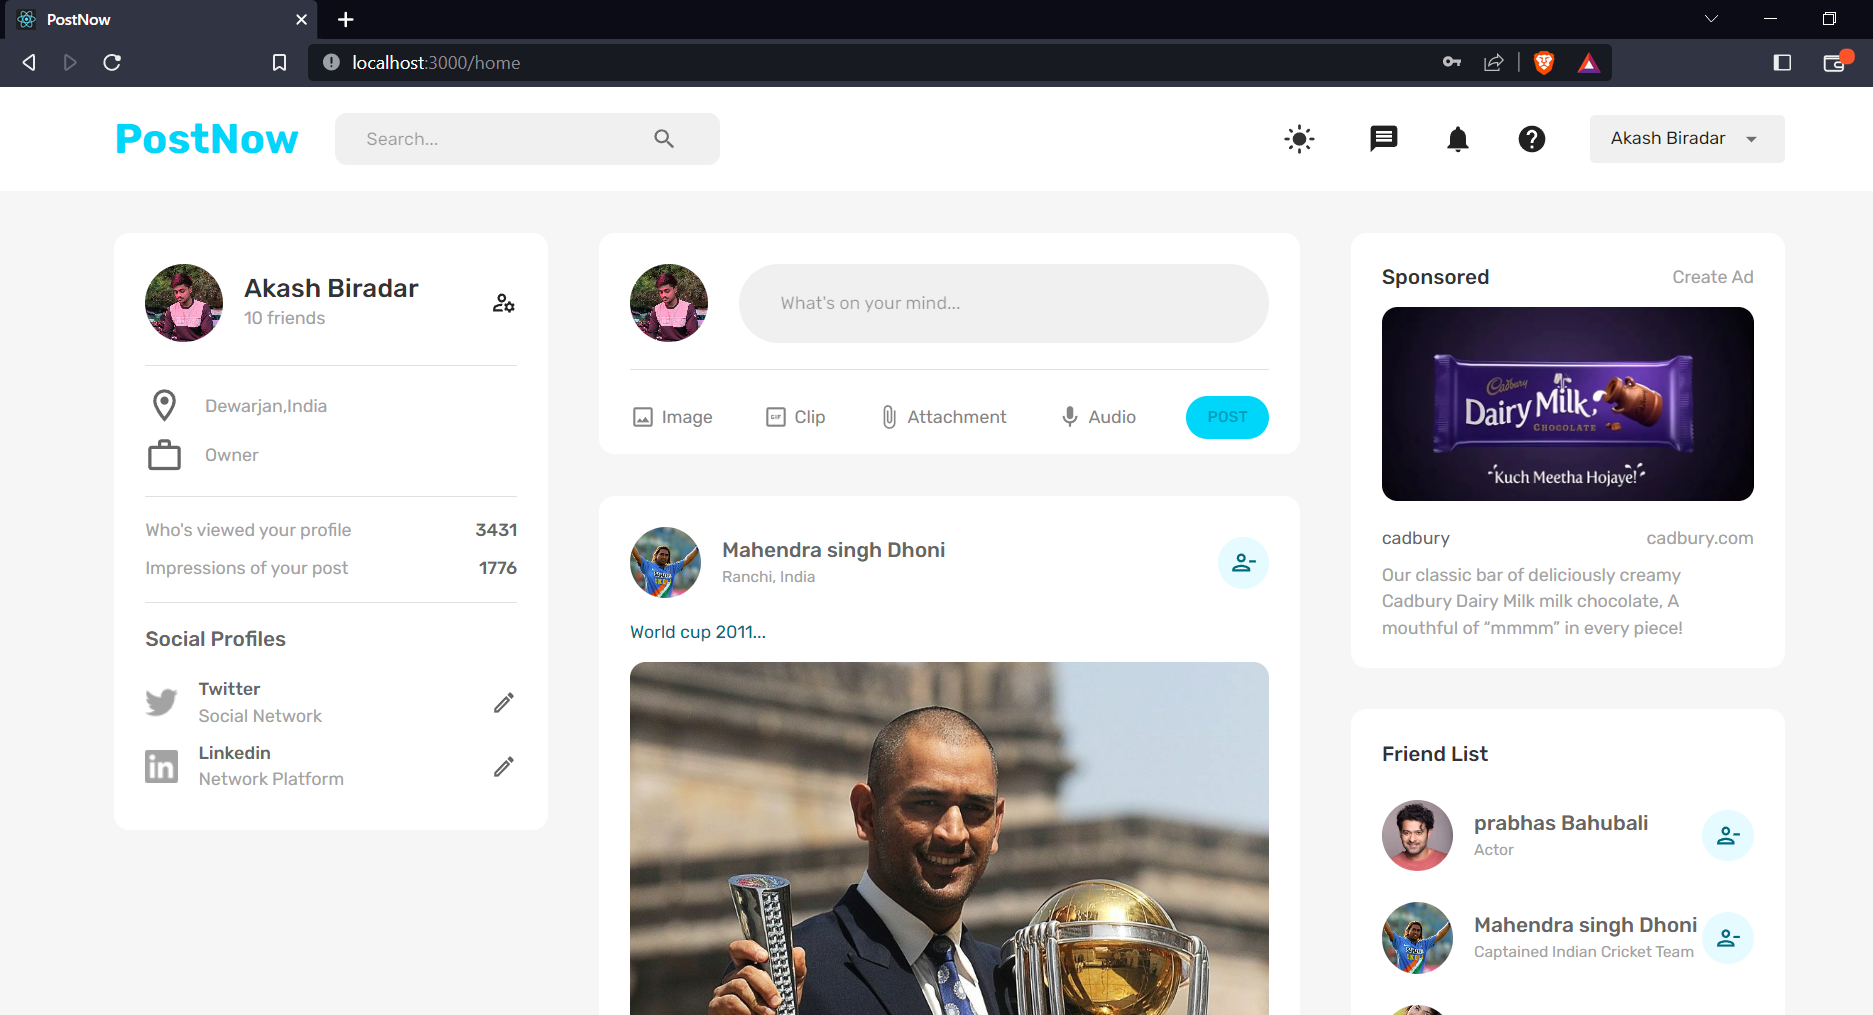 PostNow
localhost:3000/home
PostNow
Search...
Akash Biradar
Akash Biradar
10 friends
Dewarjan,India
Owner
Who's viewed your profile 3431
Impressions of your post 1776
Social Profiles
Twitter
Social Network
Linkedin
Network Platform
What's on your mind...
Image
GIF Clip
Attachment
Audio
POST
Mahendra singh Dhoni
Ranchi, India
World cup 2011...
Sponsored Create Ad
Cadbury
Dairy Milk
CHOCOLATE
Kuch Meetha Hojaye!
cadbury cadbury.com
Our classic bar of deliciously creamy
Cadbury Dairy Milk milk chocolate, A
mouthful of “mmmm” in every piece!
Friend List
prabhas Bahubali
Actor
Mahendra singh Dhoni
Captained Indian Cricket Team